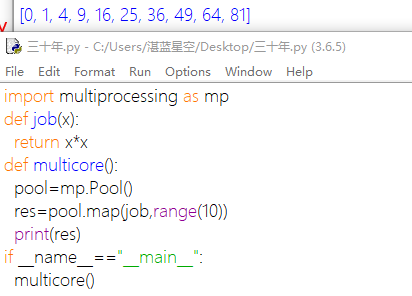 [0, 1, 4, 9, 16, 25, 36, 49, 64, 81]
三十年.py - C:/Users/湛蓝星空/Desktop/三十年.py (3.6.5)
File Edit Format Run Options Window Help
import multiprocessing as mp
def job(x):
  return x*x
def multicore():
  pool=mp.Pool()
  res=pool.map(job,range(10))
  print(res)
if __name__=="__main__":
  multicore()